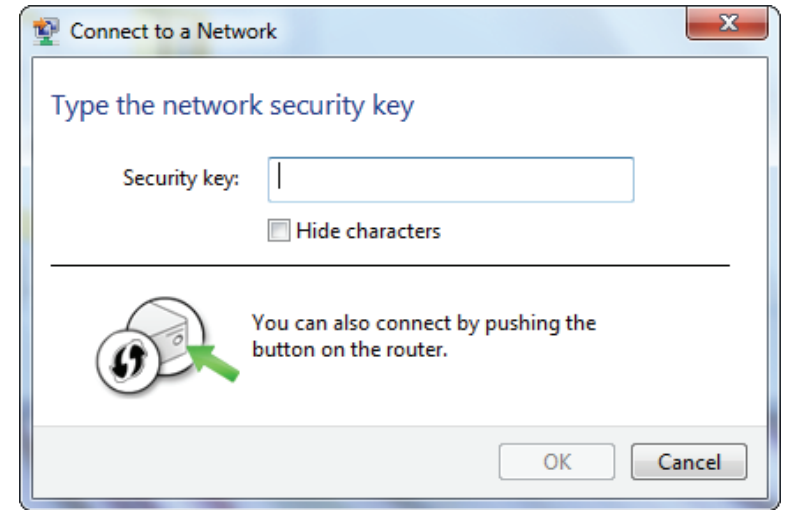 Connect to a Network
Type the network security key
Security key:
Hide characters
You can also connect by pushing the
button on the router.
OK
Cancel